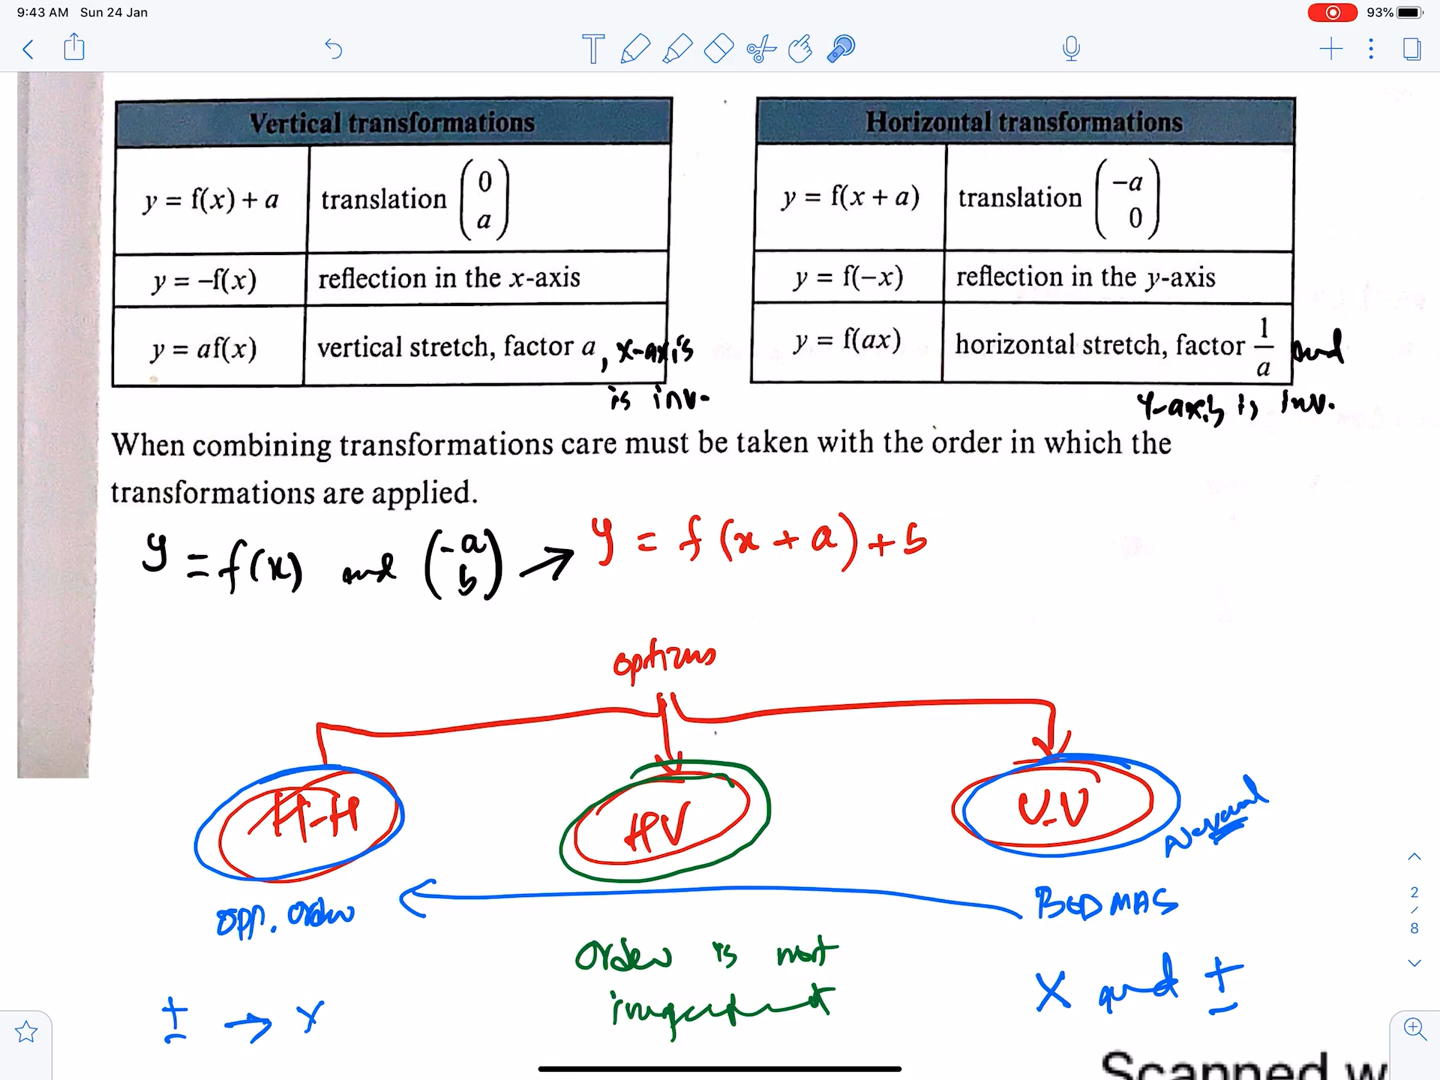 9:43 AM Sun 24 Jan
93%
T
Vertical transformations
y = f(x) + a
translation (0 a)
y = –f(x)
reflection in the x-axis
y = af(x)
vertical stretch, factor a, x-axis is inv.
Horizontal transformations
y = f(x + a)
translation (–a 0)
y = f(–x)
reflection in the y-axis
y = f(ax)
horizontal stretch, factor 1/a and
Y-axis is inv.
When combining transformations care must be taken with the order in which the
transformations are applied.
y = f(x) and (-a b) → y = f(x + a) + b
options
H-H
HV
V-V
Normal
opp. order
BEDMAS
order is not
important
± → x
X and ±
2
/
8
Scanned w